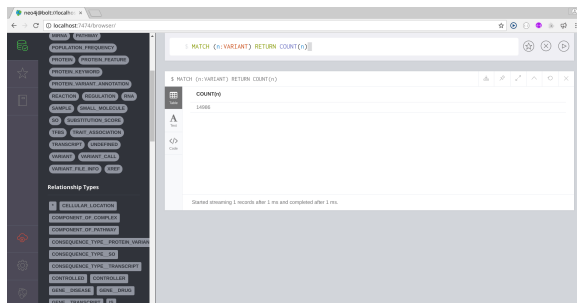 neo4j@bolt://localhos
localhost:7474/browser/
MIRNA PATHWAY
POPULATION_FREQUENCY
PROTEIN PROTEIN_FEATURE
PROTEIN_KEYWORD
PROTEIN_VARIANT_ANNOTATION
REACTION REGULATION RNA
SAMPLE SMALL_MOLECULE
SO SUBSTITUTION_SCORE
TFBS TRAIT_ASSOCIATION
TRANSCRIPT UNDEFINED
VARIANT VARIANT_CALL
VARIANT_FILE_INFO XREF
Relationship Types
* CELLULAR_LOCATION
COMPONENT_OF_COMPLEX
COMPONENT_OF_PATHWAY
CONSEQUENCE_TYPE__PROTEIN_VARIAN
CONSEQUENCE_TYPE__SO
CONSEQUENCE_TYPE__TRANSCRIPT
CONTROLLED CONTROLLER
GENE__DISEASE GENE__DRUG
GENE__TRANSCRIPT IS
MATCH (n:VARIANT) RETURN COUNT(n)
$ MATCH (n:VARIANT) RETURN COUNT(n)
Table
A
Text
</>
Code
COUNT(n)
Started streaming 1 records after 1 ms and completed after 1 ms.